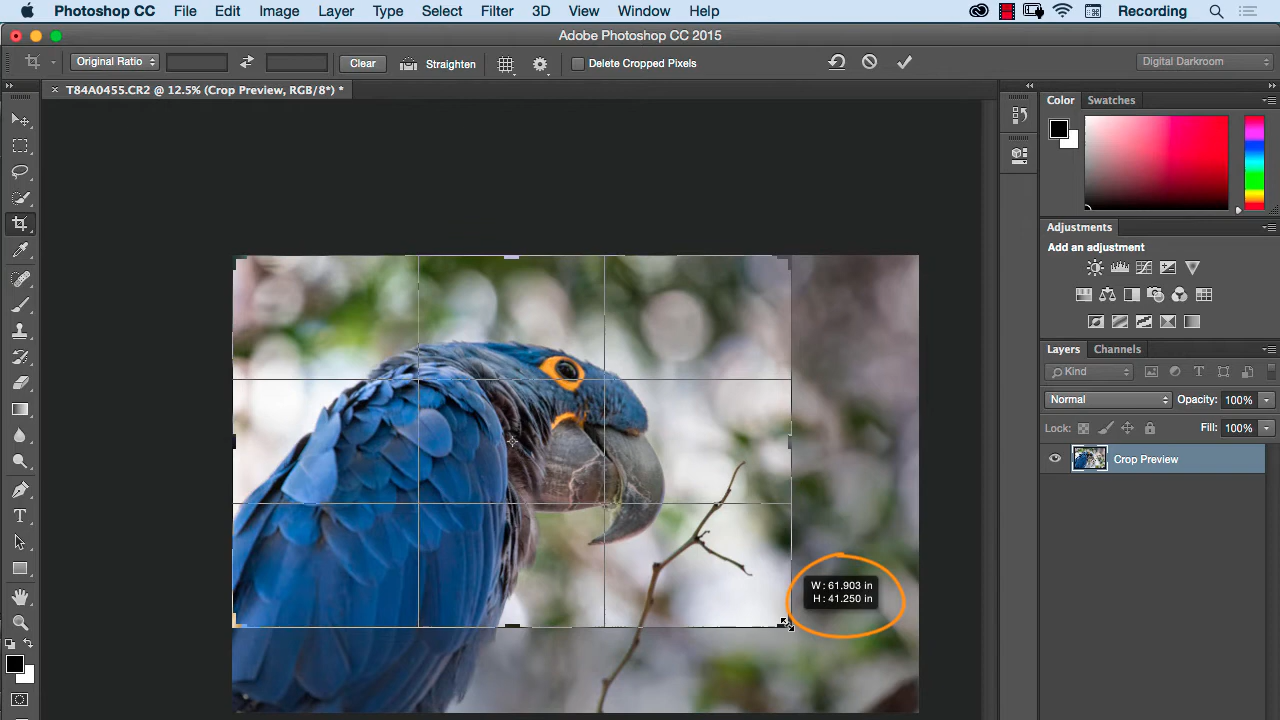 Photoshop CC File Edit Image Layer Type Select Filter 3D View Window Help Recording
Adobe Photoshop CC 2015
Original Ratio Clear Straighten Delete Cropped Pixels Digital Darkroom
× T84A0455.CR2 @ 12.5% (Crop Preview, RGB/8*) *
Color Swatches
Adjustments
Add an adjustment
Layers Channels
Kind
Normal Opacity: 100%
Lock: Fill: 100%
Crop Preview
W: 61.903 in
H: 41.250 in